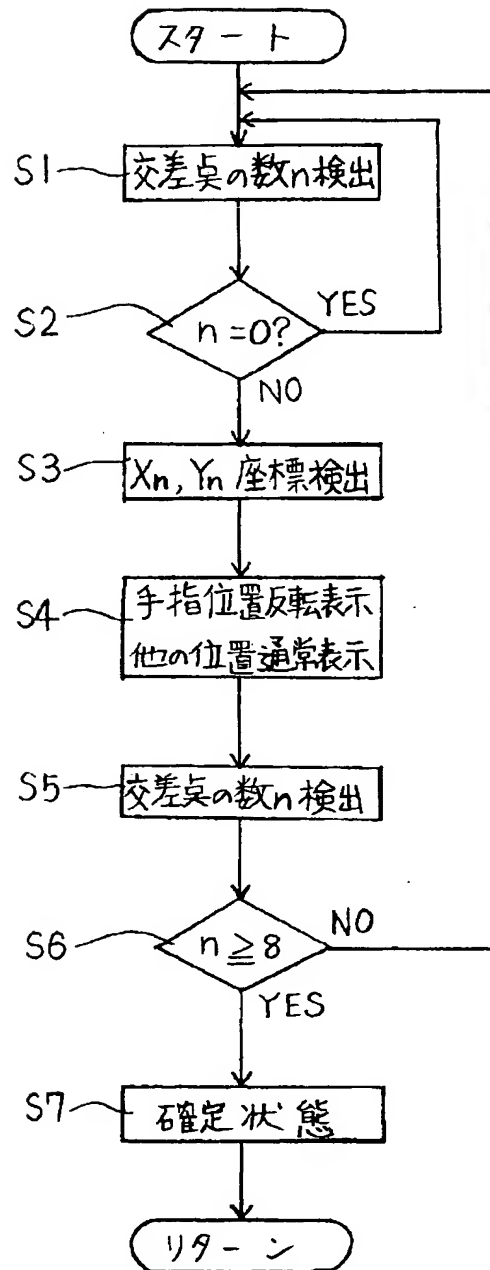 スタート
S1 交差点の数n検出
S2 n=0? YES
NO
S3 Xn, Yn 座標検出
S4 手指位置反転表示
他の位置通常表示
S5 交差点の数n検出
S6 n≧8 NO
YES
S7 確定状態
リターン